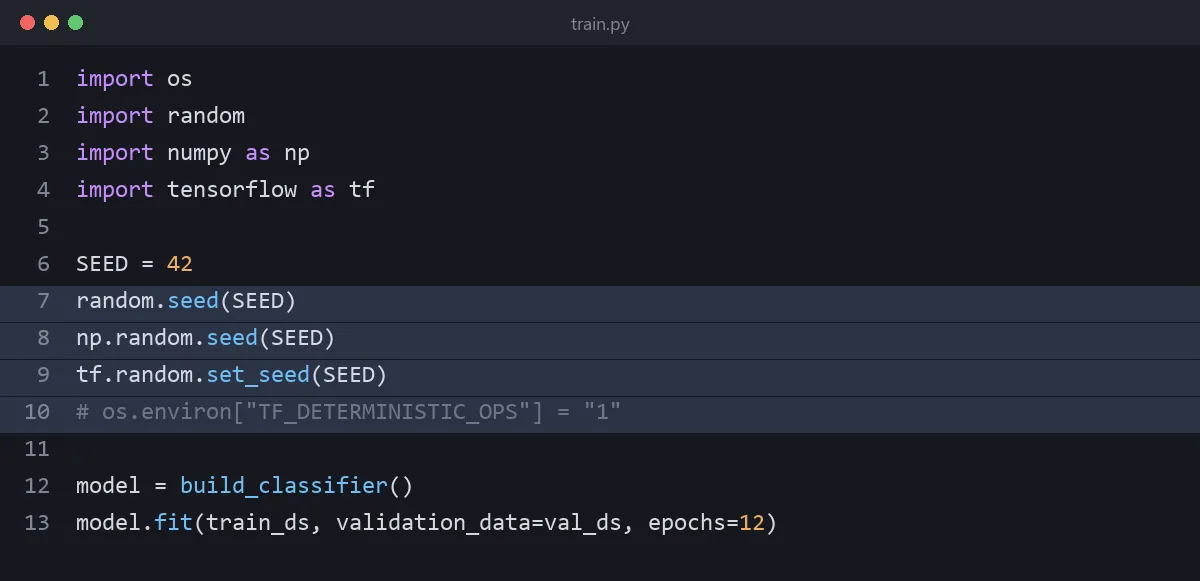 train.py
1 import os
2 import random
3 import numpy as np
4 import tensorflow as tf
5
6 SEED = 42
7 random.seed(SEED)
8 np.random.seed(SEED)
9 tf.random.set_seed(SEED)
10 # os.environ["TF_DETERMINISTIC_OPS"] = "1"
11
12 model = build_classifier()
13 model.fit(train_ds, validation_data=val_ds, epochs=12)